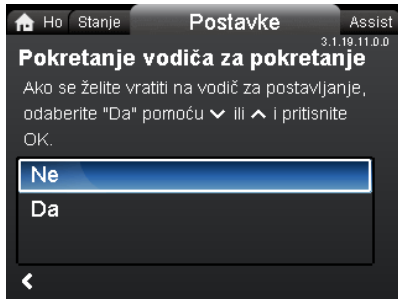 Ho Stanje Postavke Assist
3.1.19.11.0.0
Pokretanje vodiča za pokretanje
Ako se želite vratiti na vodič za postavljanje,
odaberite "Da" pomoću ili i pritisnite
OK.
Ne
Da